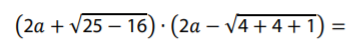 (2a + √25 − 16) · (2a − √4 + 4 + 1) =